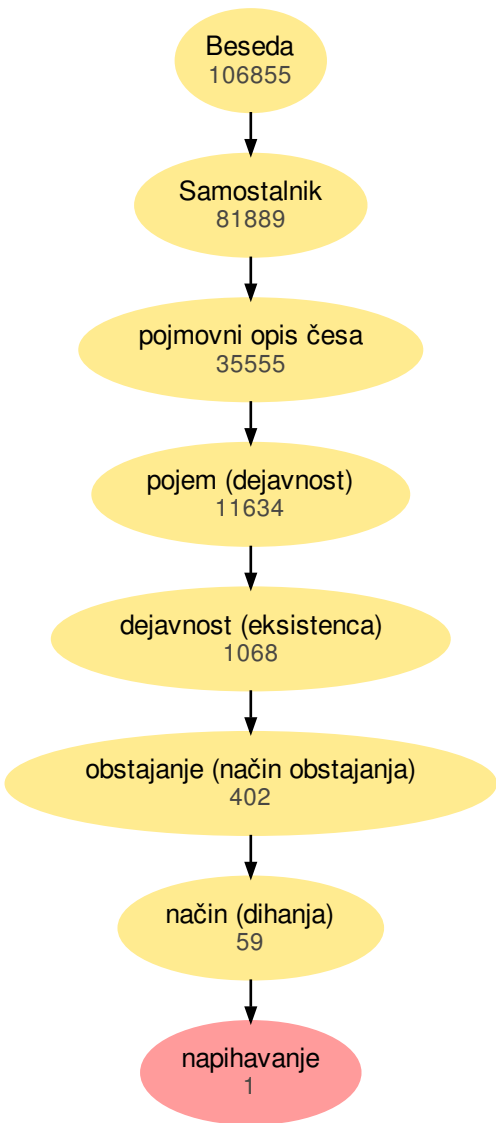 Beseda
106855
Samostalnik
81889
pojmovni opis česa
35555
pojem (dejavnost)
11634
dejavnost (eksistenca)
1068
obstajanje (način obstajanja)
402
način (dihanja)
59
napihavanje
1